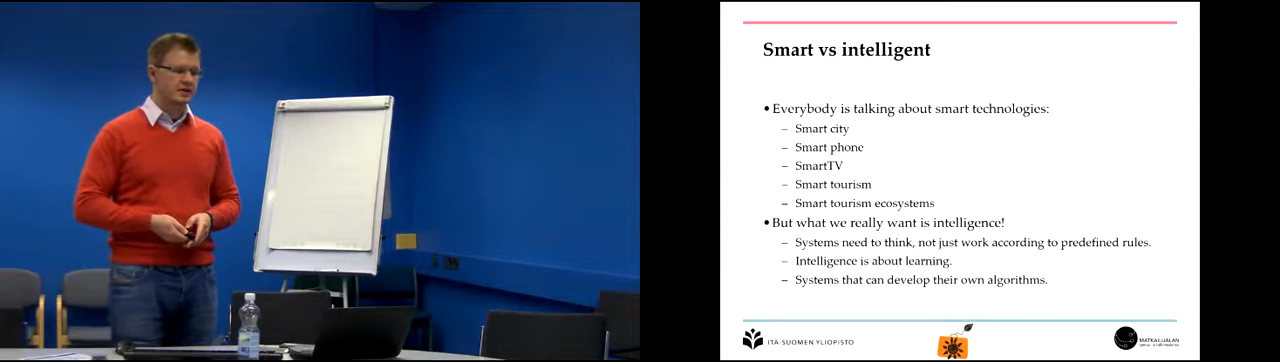 Smart vs intelligent
• Everybody is talking about smart technologies:
– Smart city
– Smart phone
– SmartTV
– Smart tourism
– Smart tourism ecosystems
• But what we really want is intelligence!
– Systems need to think, not just work according to predefined rules.
– Intelligence is about learning.
– Systems that can develop their own algorithms.
ITÄ-SUOMEN YLIOPISTO
MATKAILUALAN